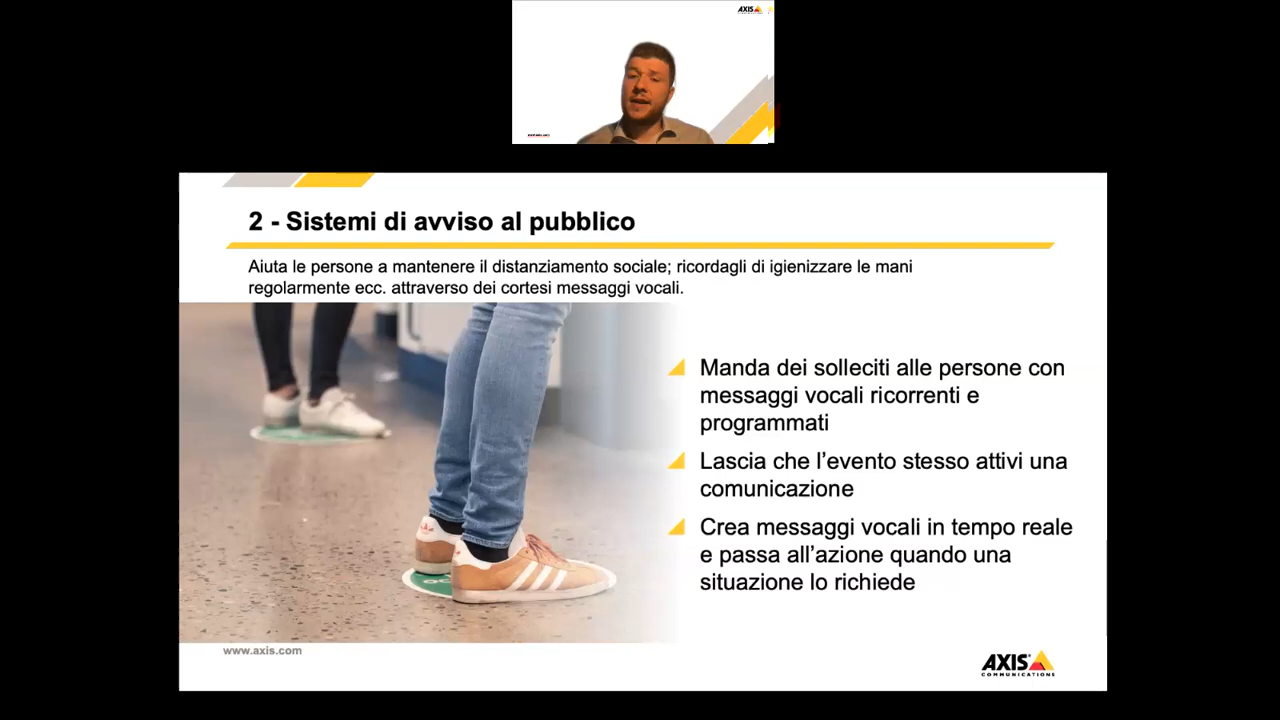 AXIS
COMMUNICATIONS
2 - Sistemi di avviso al pubblico
Aiuta le persone a mantenere il distanziamento sociale; ricordagli di igienizzare le mani
regolarmente ecc. attraverso dei cortesi messaggi vocali.
Manda dei solleciti alle persone con
messaggi vocali ricorrenti e
programmati
Lascia che l’evento stesso attivi una
comunicazione
Crea messaggi vocali in tempo reale
e passa all’azione quando una
situazione lo richiede
www.axis.com
AXIS
COMMUNICATIONS